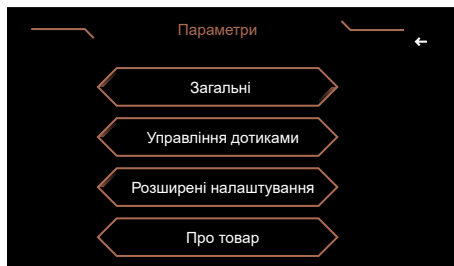 Параметри
Загальні
Управління дотиками
Розширені налаштування
Про товар